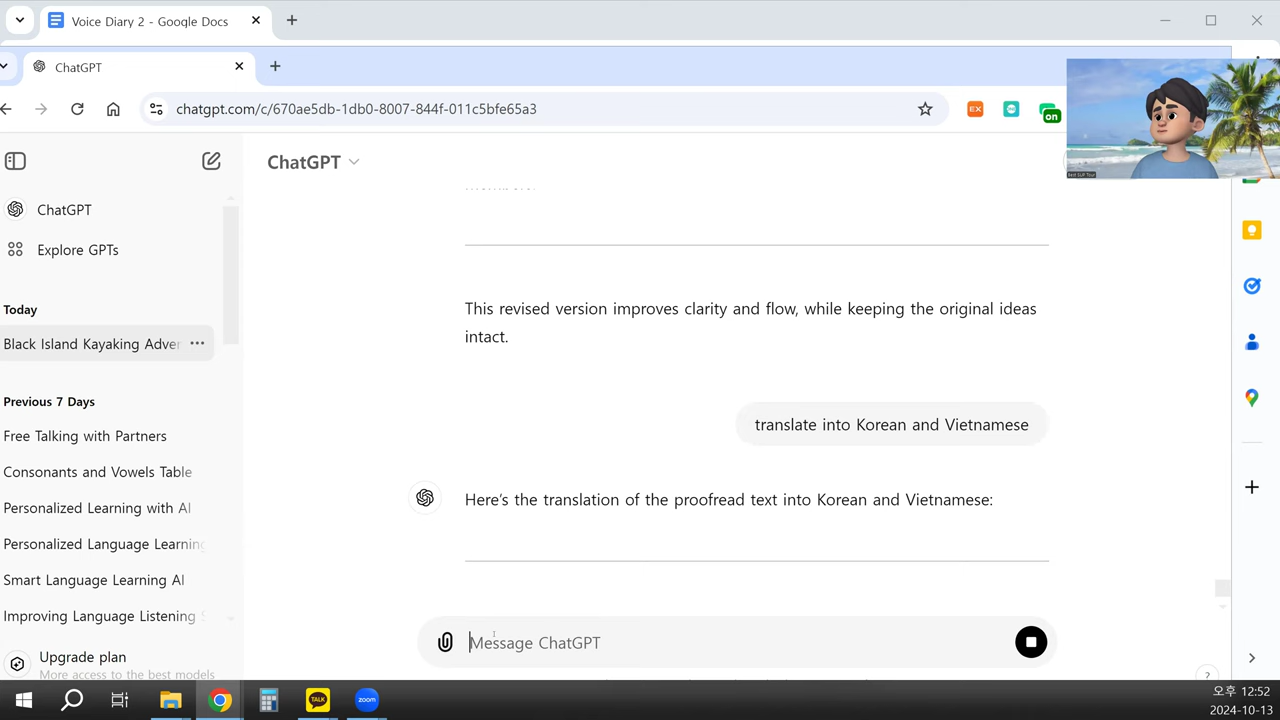 Voice Diary 2 - Google Docs
ChatGPT
chatgpt.com/c/670ae5db-1db0-8007-844f-011c5bfe65a3
EX
on
ChatGPT
ChatGPT
Explore GPTs
Today
Black Island Kayaking Adven
Previous 7 Days
Free Talking with Partners
Consonants and Vowels Table
Personalized Learning with AI
Personalized Language Learning
Smart Language Learning AI
Improving Language Listening S
Upgrade plan
More access to the best models
This revised version improves clarity and flow, while keeping the original ideas
intact.
translate into Korean and Vietnamese
Here’s the translation of the proofread text into Korean and Vietnamese:
Message ChatGPT
?
TALK
zoom
오후 12:52
2024-10-13